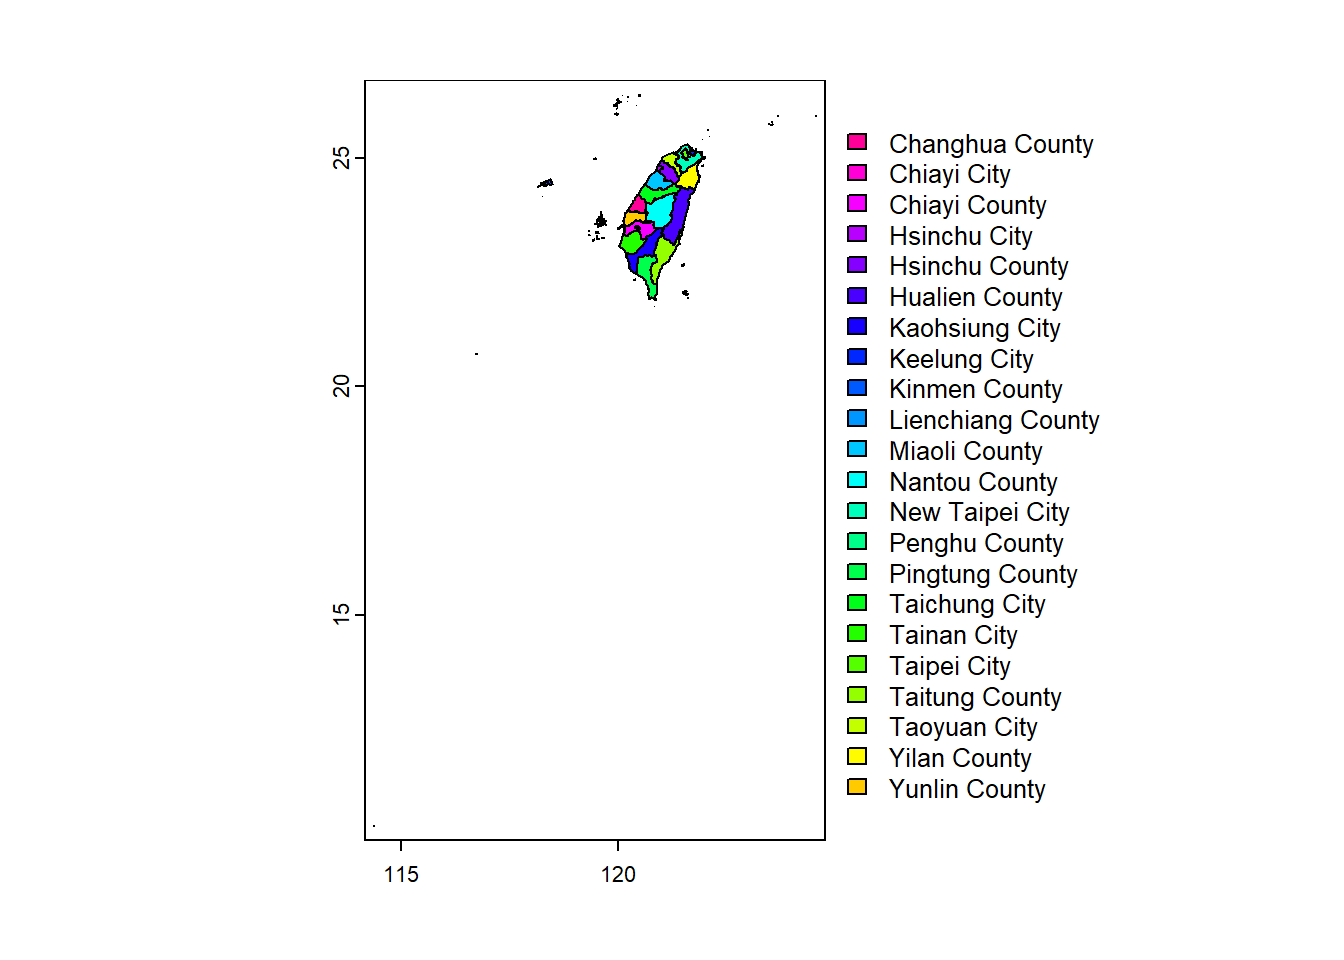 25
20
15
115
120
Changhua County
Chiayi City
Chiayi County
Hsinchu City
Hsinchu County
Hualien County
Kaohsiung City
Keelung City
Kinmen County
Lienchiang County
Miaoli County
Nantou County
New Taipei City
Penghu County
Pingtung County
Taichung City
Tainan City
Taipei City
Taitung County
Taoyuan City
Yilan County
Yunlin County